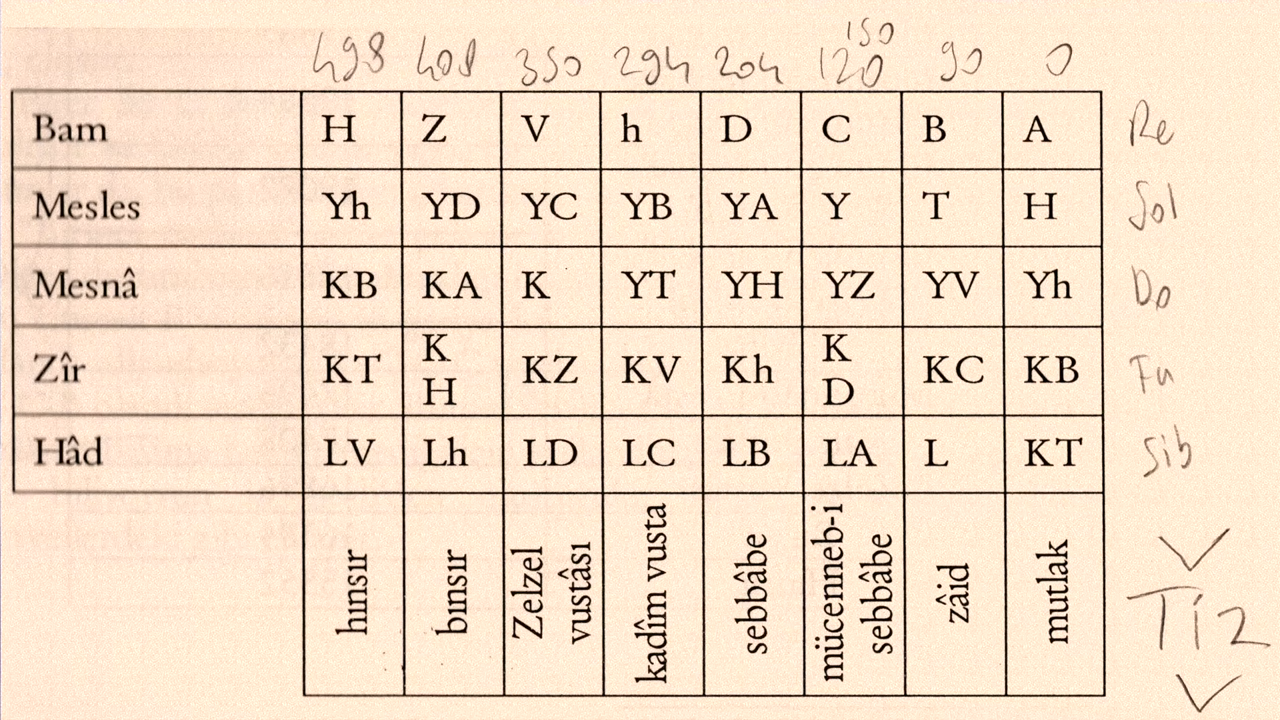 498 408 350 294 204 150 120 90 0
Bam H Z V h D C B A Re
Mesles Yh YD YC YB YA Y T H Sol
Mesnâ KB KA K YT YH YZ YV Yh Do
Zîr KT K H KZ KV Kh K D KC KB Fa
Hâd LV Lh LD LC LB LA L KT Sib
hınsır
bınsır
Zelzel
vustâsı
kadîm vusta
sebbâbe
mücenneb-i
sebbâbe
zâid
mutlak
Tiz